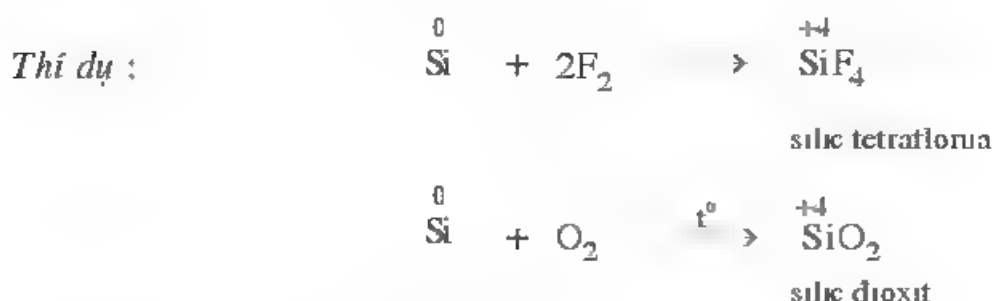 0 +4
Thí dụ : Si + 2F₂ → SiF₄
silic tetraflorua
0 t° +4
Si + O₂ → SiO₂
silic đioxit